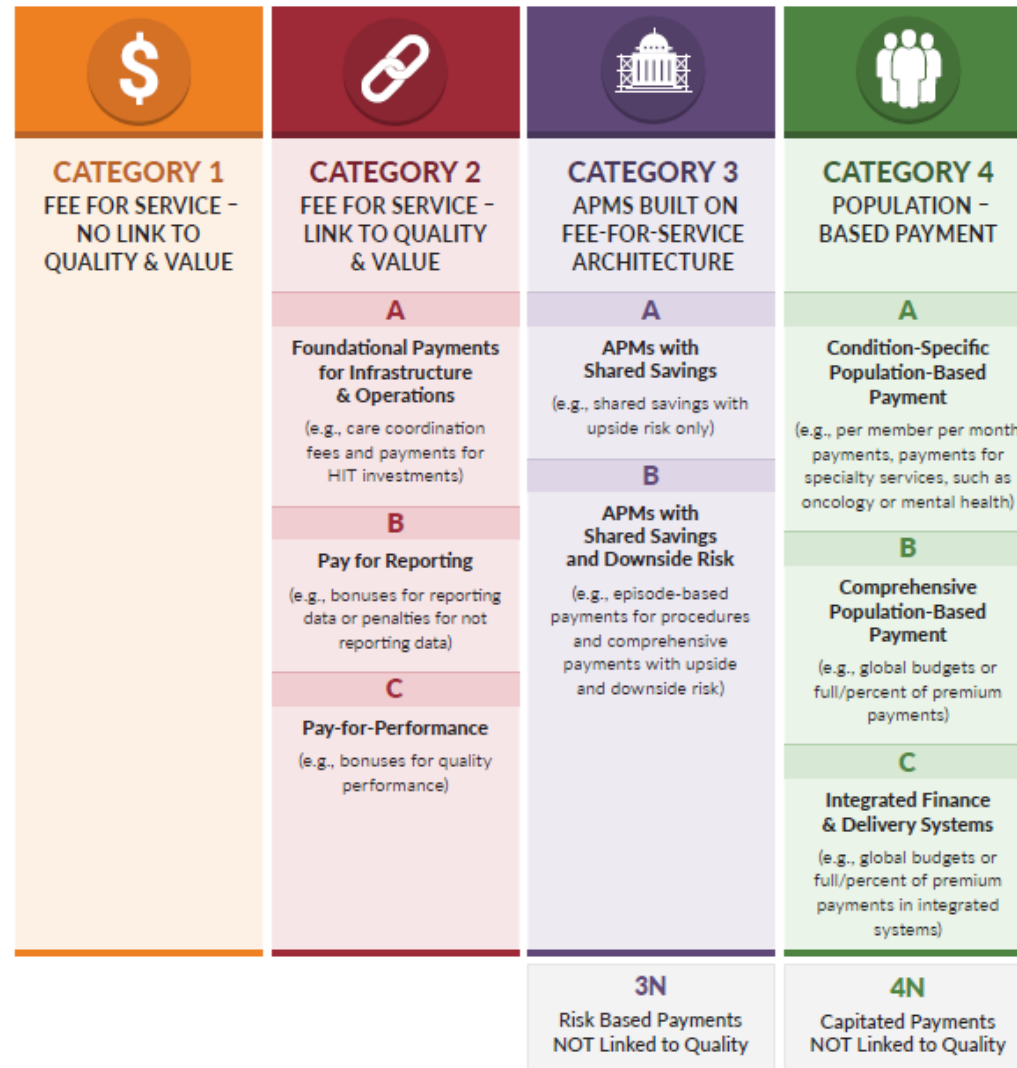 $
CATEGORY 1
FEE FOR SERVICE –
NO LINK TO
QUALITY & VALUE
CATEGORY 2
FEE FOR SERVICE –
LINK TO QUALITY
& VALUE
A
Foundational Payments
for Infrastructure
& Operations
(e.g., care coordination
fees and payments for
HIT investments)
B
Pay for Reporting
(e.g., bonuses for reporting
data or penalties for not
reporting data)
C
Pay-for-Performance
(e.g., bonuses for quality
performance)
CATEGORY 3
APMS BUILT ON
FEE-FOR-SERVICE
ARCHITECTURE
A
APMs with
Shared Savings
(e.g., shared savings with
upside risk only)
B
APMs with
Shared Savings
and Downside Risk
(e.g., episode-based
payments for procedures
and comprehensive
payments with upside
and downside risk)
3N
Risk Based Payments
NOT Linked to Quality
CATEGORY 4
POPULATION –
BASED PAYMENT
A
Condition-Specific
Population-Based
Payment
(e.g., per member per month
payments, payments for
specialty services, such as
oncology or mental health)
B
Comprehensive
Population-Based
Payment
(e.g., global budgets or
full/percent of premium
payments)
C
Integrated Finance
& Delivery Systems
(e.g., global budgets or
full/percent of premium
payments in integrated
systems)
4N
Capitated Payments
NOT Linked to Quality